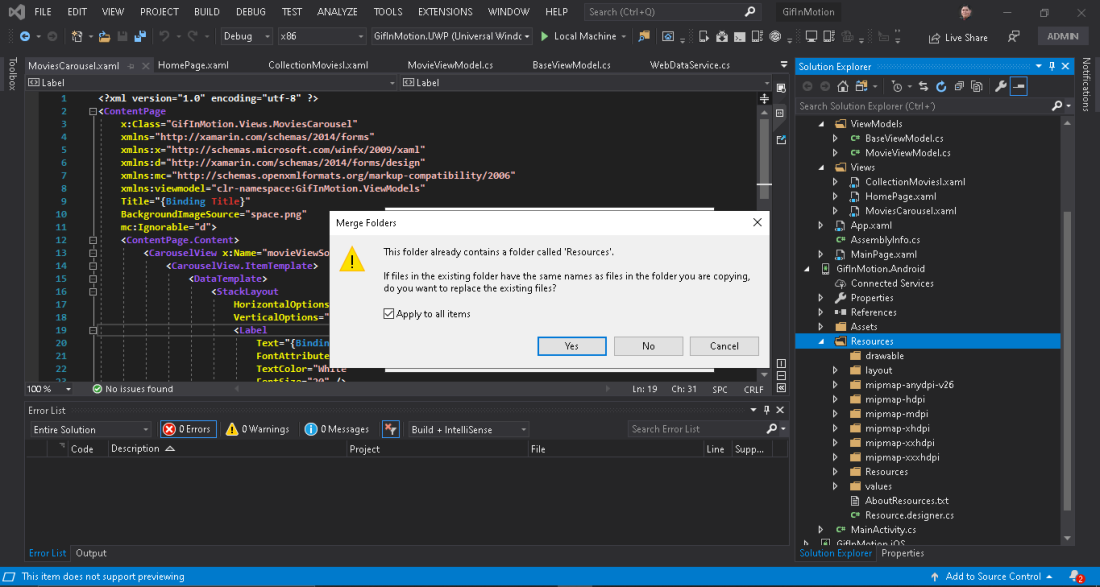 FILE EDIT VIEW PROJECT BUILD DEBUG TEST ANALYZE TOOLS EXTENSIONS WINDOW HELP Search (Ctrl+Q) GifInMotion
Debug x86 GifInMotion.UWP (Universal Windc Local Machine Live Share ADMIN
Toolbox
MoviesCarousel.xaml HomePage.xaml CollectionMoviesl.xaml MovieViewModel.cs BaseViewModel.cs WebDataService.cs
Label Label
1 <?xml version="1.0" encoding="utf-8" ?>
2 <ContentPage
3 x:Class="GifInMotion.Views.MoviesCarousel"
4 xmlns="http://xamarin.com/schemas/2014/forms"
5 xmlns:x="http://schemas.microsoft.com/winfx/2009/xaml"
6 xmlns:d="http://xamarin.com/schemas/2014/forms/design"
7 xmlns:mc="http://schemas.openxmlformats.org/markup-compatibility/2006"
8 xmlns:viewmodel="clr-namespace:GifInMotion.ViewModels"
9 Title="{Binding Title}"
10 BackgroundImageSource="space.png"
11 mc:Ignorable="d">
12 <ContentPage.Content>
13 <CarouselView x:Name="movieViewSo
14 <CarouselView.ItemTemplate>
15 <DataTemplate>
16 <StackLayout
17 HorizontalOptions
18 VerticalOptions="
19 <Label
20 Text="{Bindin
21 FontAttribute
22 TextColor="White
23 FontSize="20" />
100 % No issues found Ln: 19 Ch: 31 SPC CRLF
Merge Folders
This folder already contains a folder called 'Resources'.
If files in the existing folder have the same names as files in the folder you are copying,
do you want to replace the existing files?
Apply to all items
Yes No Cancel
Error List
Entire Solution 0 Errors 0 Warnings 0 Messages Build + IntelliSense Search Error List
Code Description Project File Line Supp...
Error List Output
Solution Explorer
Search Solution Explorer (Ctrl+')
ViewModels
BaseViewModel.cs
MovieViewModel.cs
Views
CollectionMoviesl.xaml
HomePage.xaml
MoviesCarousel.xaml
App.xaml
AssemblyInfo.cs
MainPage.xaml
GifInMotion.Android
Connected Services
Properties
References
Assets
Resources
drawable
layout
mipmap-anydpi-v26
mipmap-hdpi
mipmap-mdpi
mipmap-xhdpi
mipmap-xxhdpi
mipmap-xxxhdpi
Resources
values
AboutResources.txt
Resource.designer.cs
MainActivity.cs
GifInMotion.iOS
Solution Explorer Properties
Notifications
This item does not support previewing Add to Source Control 2